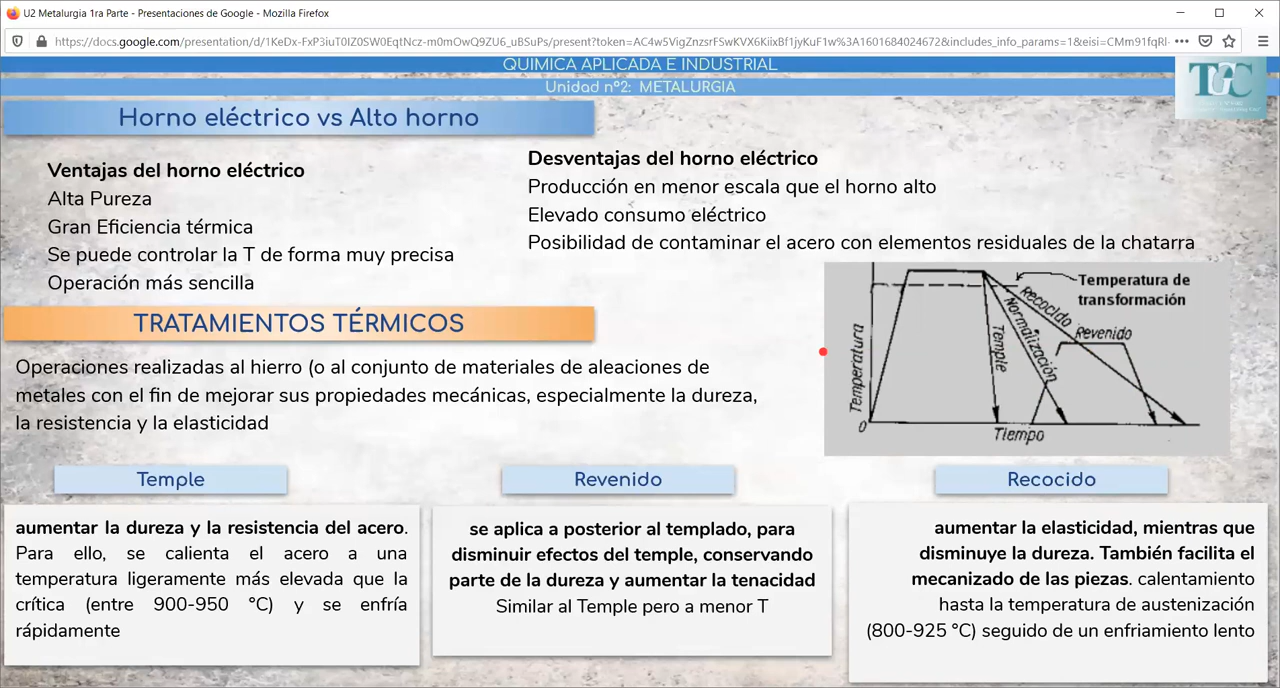 U2 Metalurgia 1ra Parte - Presentaciones de Google - Mozilla Firefox
QUIMICA APLICADA E INDUSTRIAL
Unidad nº2: METALURGIA
TGC
Horno eléctrico vs Alto horno
Ventajas del horno eléctrico
Alta Pureza
Gran Eficiencia térmica
Se puede controlar la T de forma muy precisa
Operación más sencilla
Desventajas del horno eléctrico
Producción en menor escala que el horno alto
Elevado consumo eléctrico
Posibilidad de contaminar el acero con elementos residuales de la chatarra
TRATAMIENTOS TÉRMICOS
Operaciones realizadas al hierro (o al conjunto de materiales de aleaciones de
metales con el fin de mejorar sus propiedades mecánicas, especialmente la dureza,
la resistencia y la elasticidad
Temperatura de
transformación
Recocido
Revenido
Normalización
Temple
Temperatura
0
Tiempo
Temple
aumentar la dureza y la resistencia del acero.
Para ello, se calienta el acero a una
temperatura ligeramente más elevada que la
crítica (entre 900-950 °C) y se enfría
rápidamente
Revenido
se aplica a posterior al templado, para
disminuir efectos del temple, conservando
parte de la dureza y aumentar la tenacidad
Similar al Temple pero a menor T
Recocido
aumentar la elasticidad, mientras que
disminuye la dureza. También facilita el
mecanizado de las piezas. calentamiento
hasta la temperatura de austenización
(800-925 °C) seguido de un enfriamiento lento